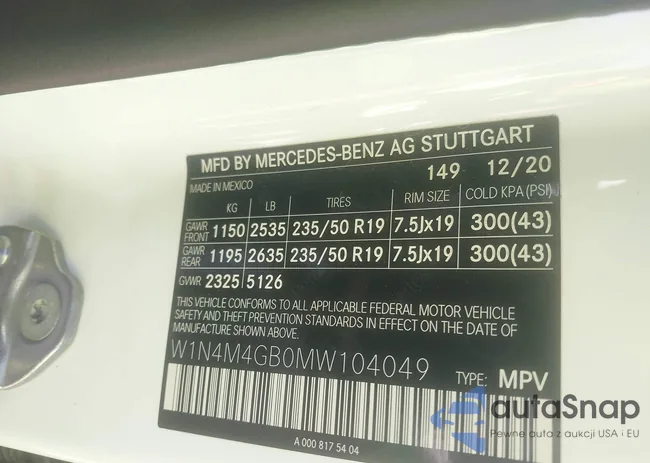 MFD BY MERCEDES-BENZ AG STUTTGART
MADE IN MEXICO 149 12/20
KG LB TIRES RIM SIZE COLD KPA(PSI)
GAWR FRONT 1150 2535 235/50 R19 7.5Jx19 300(43)
GAWR REAR 1195 2635 235/50 R19 7.5Jx19 300(43)
GVWR 2325 5126
THIS VEHICLE CONFORMS TO ALL APPLICABLE FEDERAL MOTOR VEHICLE
SAFETY AND THEFT PREVENTION STANDARDS IN EFFECT ON THE DATE OF
MANUFACTURE SHOWN ABOVE.
W1N4M4GB0MW104049
TYPE: MPV
A 000 817 54 04
autaSnap
Pewne auta z aukcji USA i EU